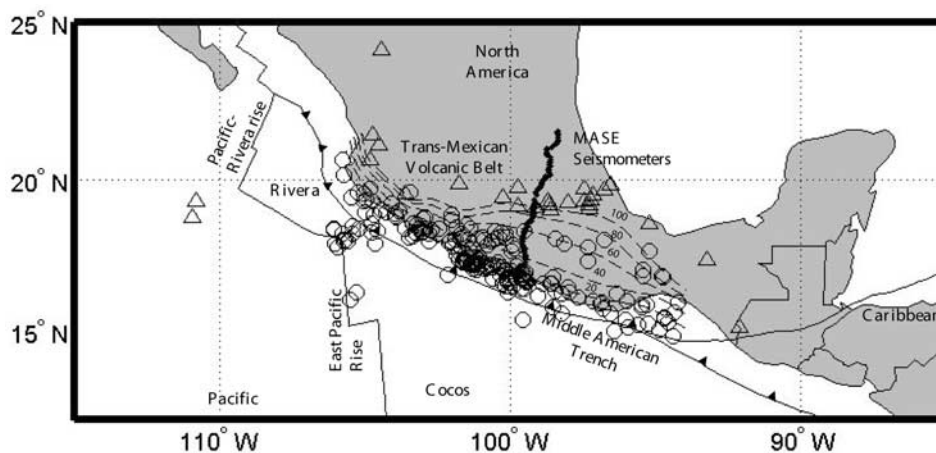 25° N
20° N
15° N
110° W
100° W
90° W
North
America
Pacific-
Rivera rise
Trans-Mexican
Volcanic Belt
MASE
Seismometers
Rivera
100
80
60
40
20
East Pacific
Rise
Middle American
Trench
Caribbean
Cocos
Pacific